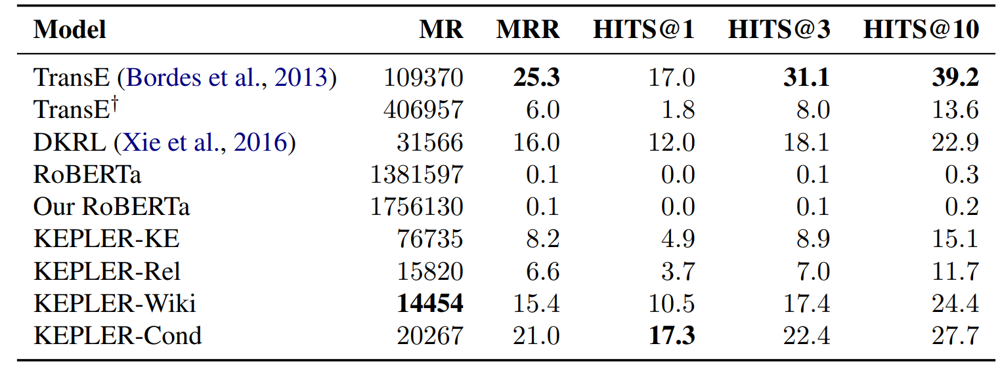 Model MR MRR HITS@1 HITS@3 HITS@10
TransE (Bordes et al., 2013) 109370 25.3 17.0 31.1 39.2
TransE† 406957 6.0 1.8 8.0 13.6
DKRL (Xie et al., 2016) 31566 16.0 12.0 18.1 22.9
RoBERTa 1381597 0.1 0.0 0.1 0.3
Our RoBERTa 1756130 0.1 0.0 0.1 0.2
KEPLER-KE 76735 8.2 4.9 8.9 15.1
KEPLER-Rel 15820 6.6 3.7 7.0 11.7
KEPLER-Wiki 14454 15.4 10.5 17.4 24.4
KEPLER-Cond 20267 21.0 17.3 22.4 27.7